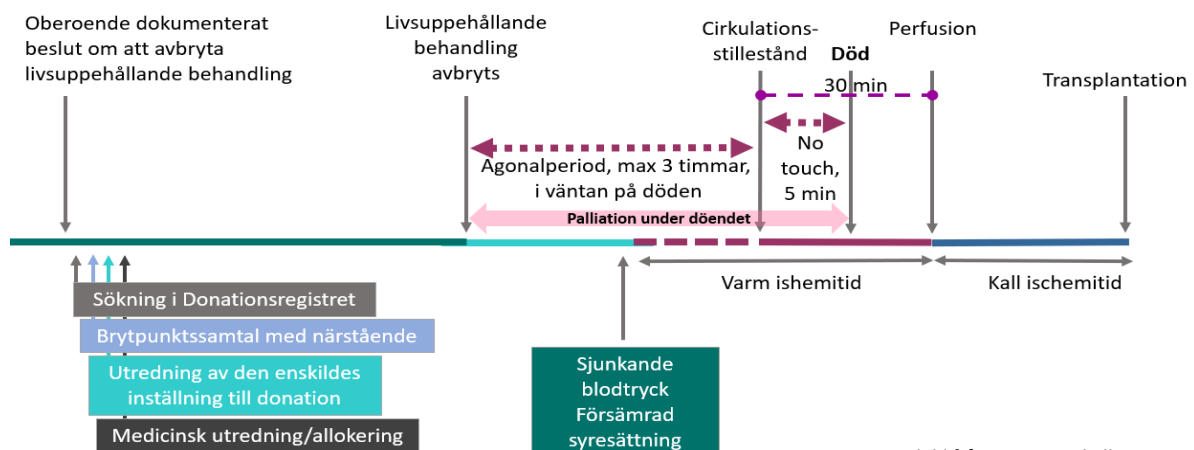 Oberoende dokumenterat
beslut om att avbryta
livsuppehållande behandling
Livsuppehållande
behandling
avbryts
Cirkulations-
stillestånd
Död
Perfusion
30 min
Transplantation
Agonalperiod, max 3 timmar,
i väntan på döden
No
touch,
5 min
Palliation under döendet
Varm ishemitid
Kall ischemitid
Sökning i Donationsregistret
Brytpunktssamtal med närstående
Utredning av den enskildes
inställning till donation
Medicinsk utredning/allokering
Sjunkande
blodtryck
Försämrad
syresättning